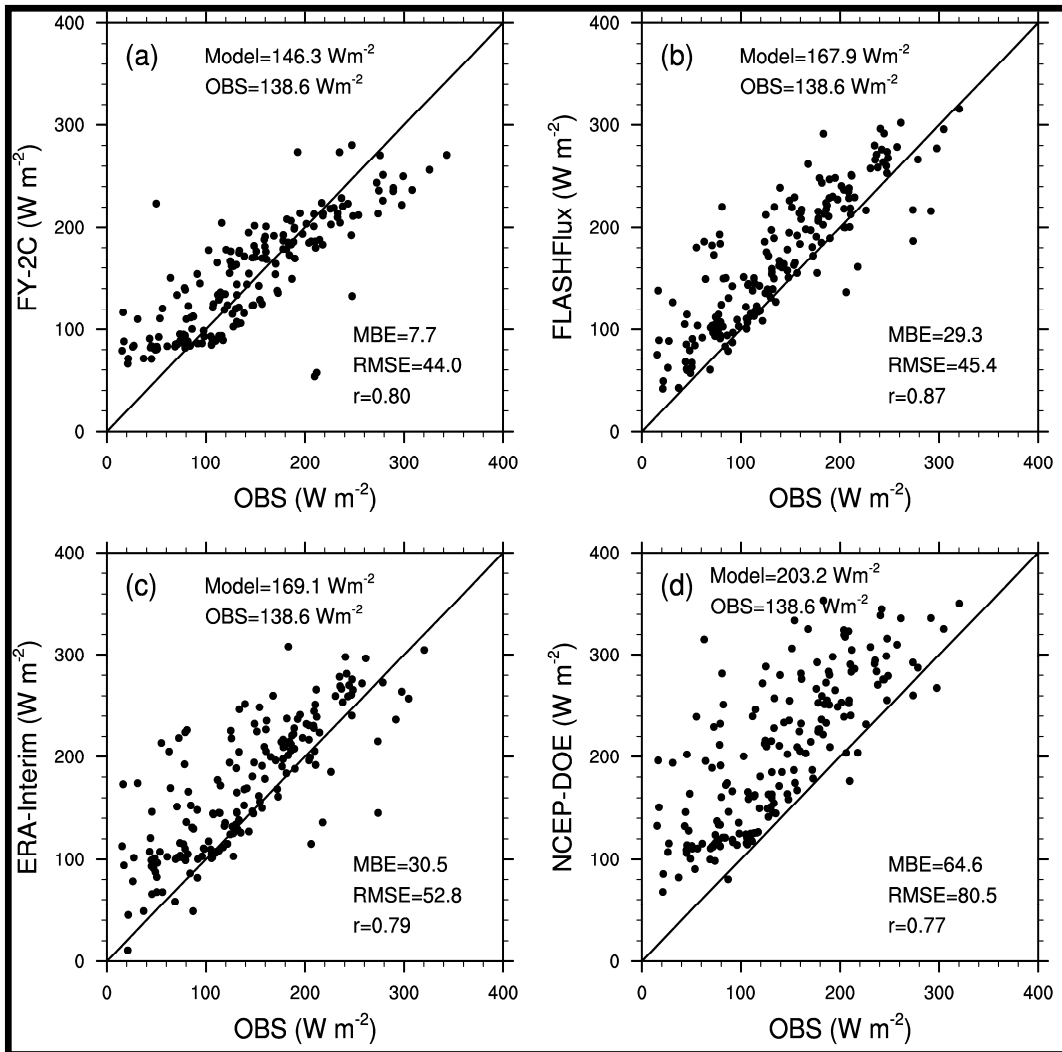 (a)
Model=146.3 Wm-2
OBS=138.6 Wm-2
MBE=7.7
RMSE=44.0
r=0.80
FY-2C (W m-2)
400
300
200
100
0
0 100 200 300 400
OBS (W m-2)
(b)
Model=167.9 Wm-2
OBS=138.6 Wm-2
MBE=29.3
RMSE=45.4
r=0.87
FLASHFlux (W m-2)
400
300
200
100
0
0 100 200 300 400
OBS (W m-2)
(c)
Model=169.1 Wm-2
OBS=138.6 Wm-2
MBE=30.5
RMSE=52.8
r=0.79
ERA-Interim (W m-2)
400
300
200
100
0
0 100 200 300 400
OBS (W m-2)
(d)
Model=203.2 Wm-2
OBS=138.6 Wm-2
MBE=64.6
RMSE=80.5
r=0.77
NCEP-DOE (W m-2)
400
300
200
100
0
0 100 200 300 400
OBS (W m-2)